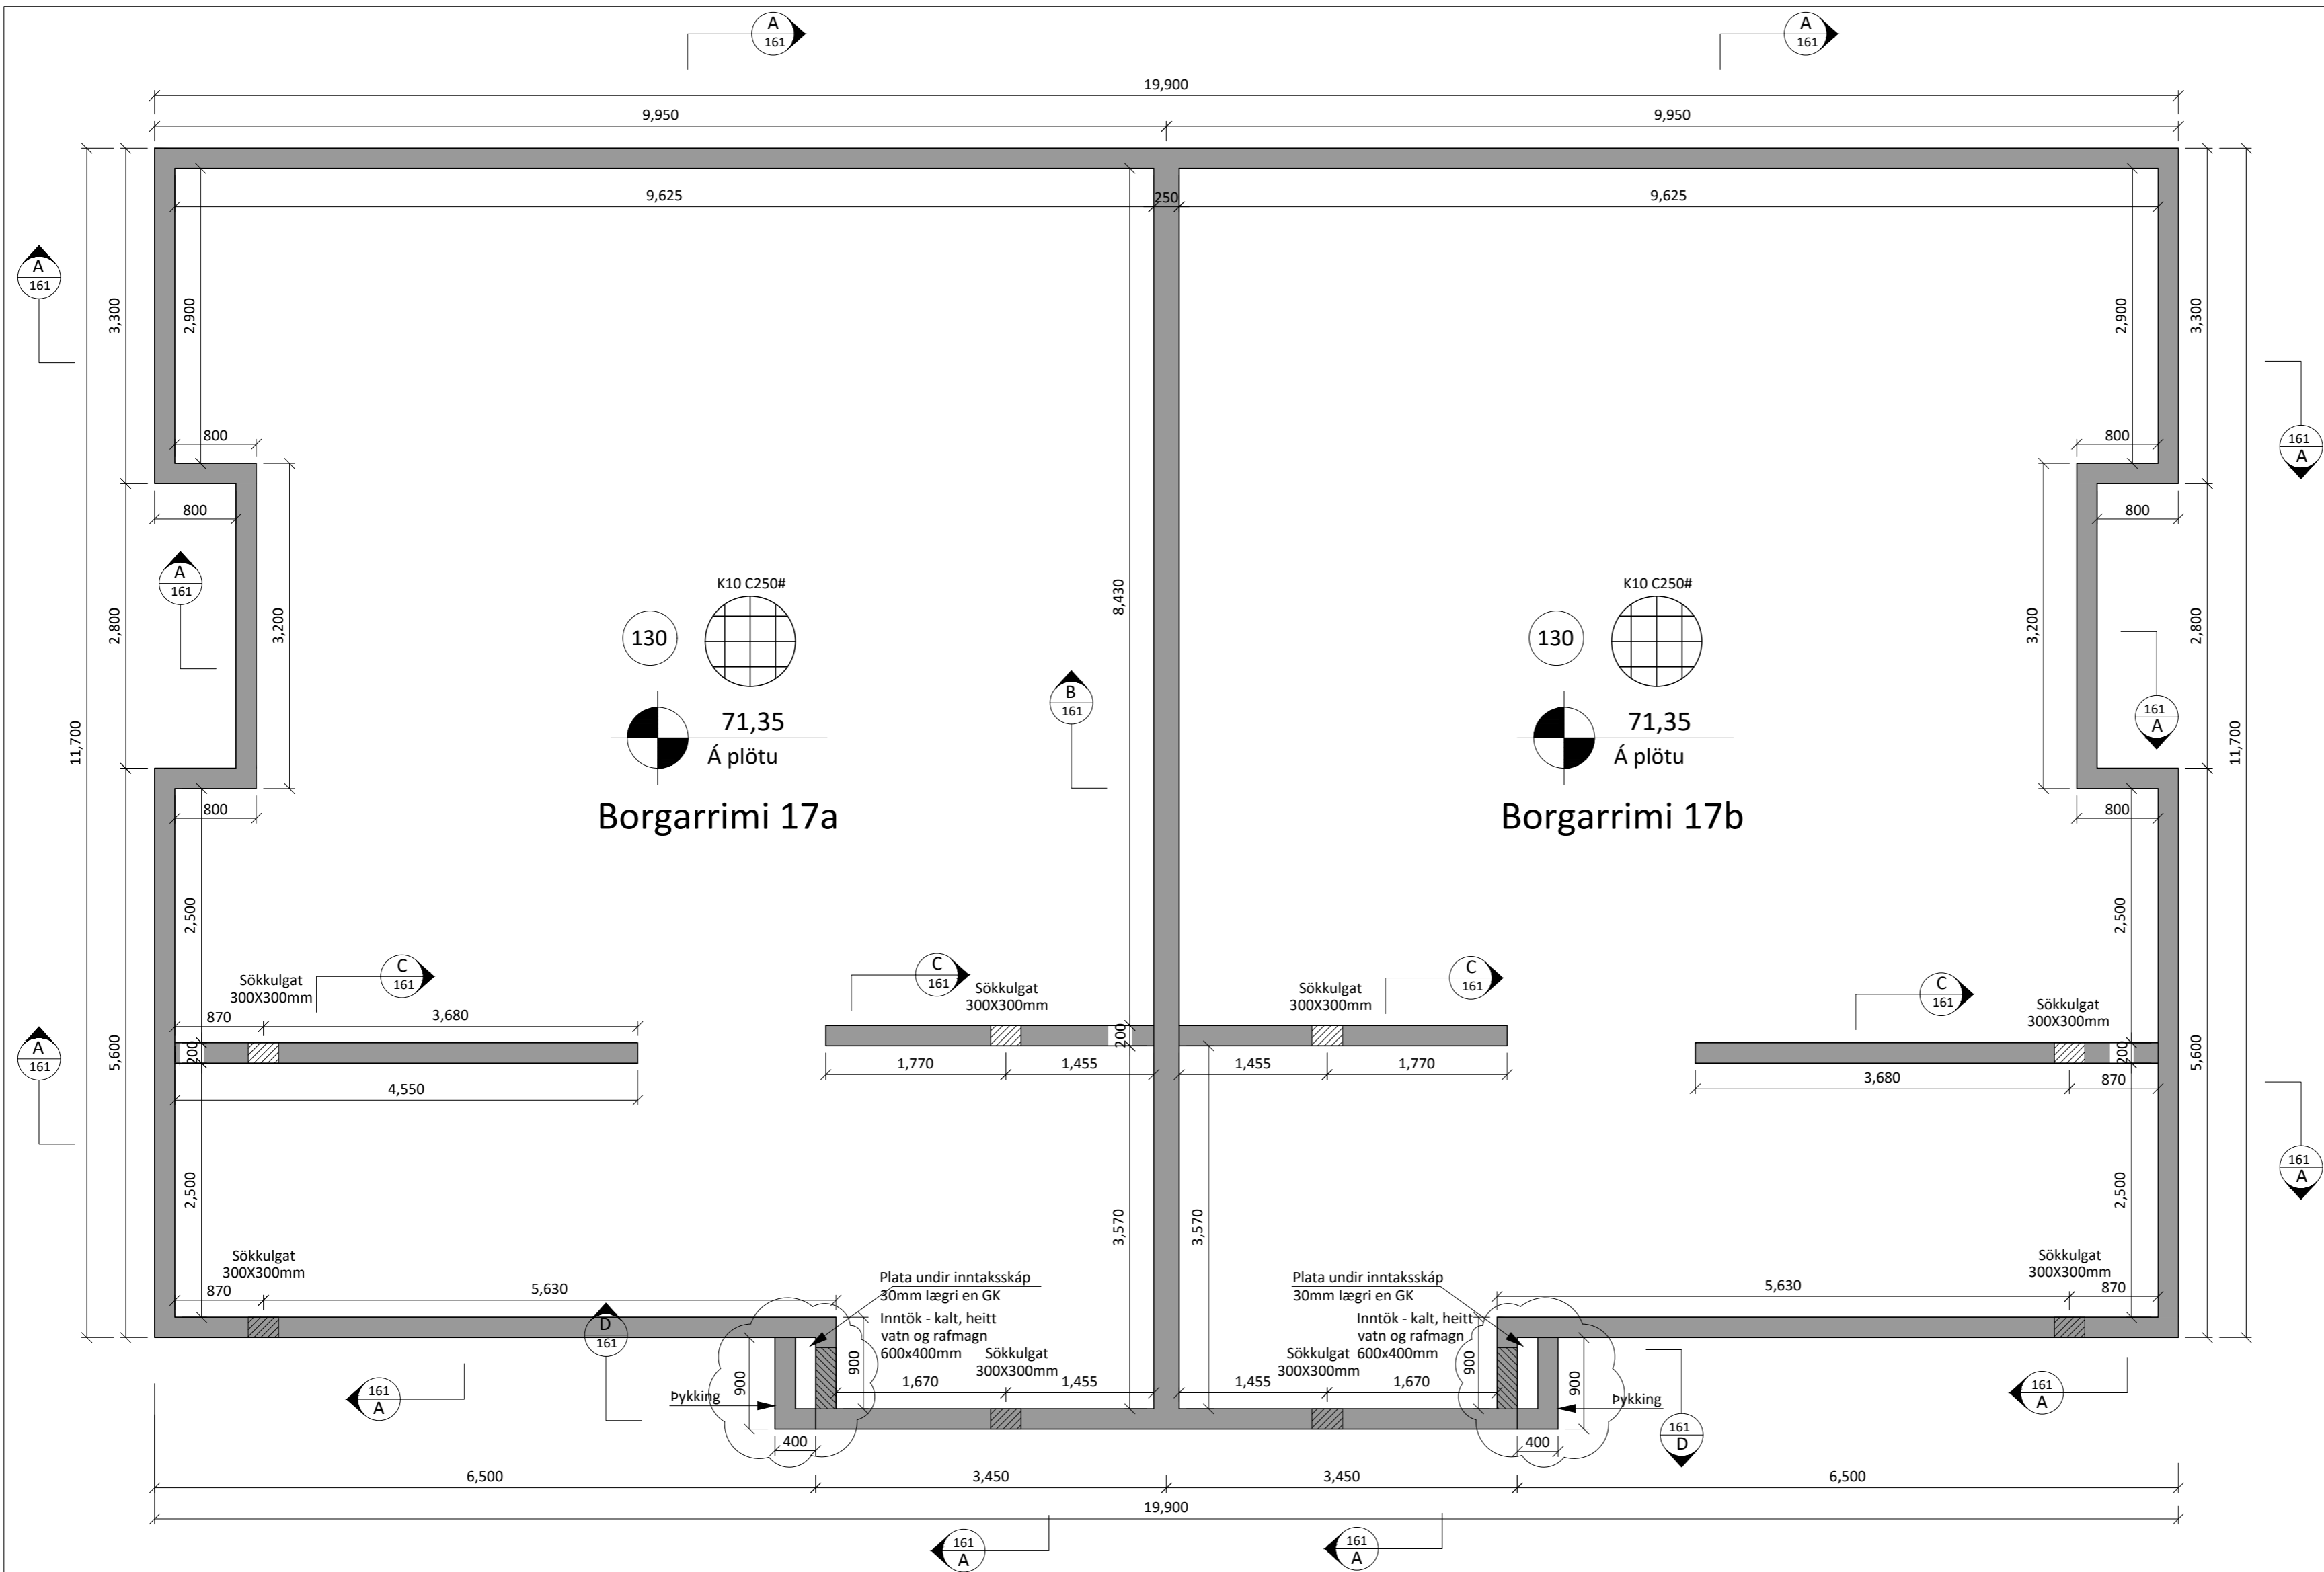 A
161
A
161
19,900
9,950
9,950
9,625
250
9,625
A
161
3,300
2,900
2,900
3,300
800
800
161
A
800
800
A
161
K10 C250#
K10 C250#
8,430
2,800
3,200
130
130
3,200
2,800
B
161
71,35
Á plötu
71,35
Á plötu
161
A
11,700
11,700
Borgarrimi 17a
Borgarrimi 17b
800
800
2,500
2,500
C
161
C
161
C
161
C
161
Sökkulgat
300X300mm
Sökkulgat
300X300mm
Sökkulgat
300X300mm
Sökkulgat
300X300mm
870
3,680
A
161
5,600
200
200
200
5,600
1,770
1,455
1,455
1,770
3,680
870
4,550
161
A
2,500
3,570
3,570
2,500
Sökkulgat
300X300mm
Sökkulgat
300X300mm
870
5,630
5,630
870
Plata undir inntaksskáp
30mm lægri en GK
Inntök - kalt, heitt
vatn og rafmagn
600x400mm
Plata undir inntaksskáp
30mm lægri en GK
Inntök - kalt, heitt
vatn og rafmagn
600x400mm
D
161
Sökkulgat
300X300mm
Sökkulgat
300X300mm
900
900
900
900
1,670
1,455
1,455
1,670
161
A
Þykking
Þykking
161
A
161
D
400
400
6,500
3,450
3,450
6,500
19,900
161
A
161
A